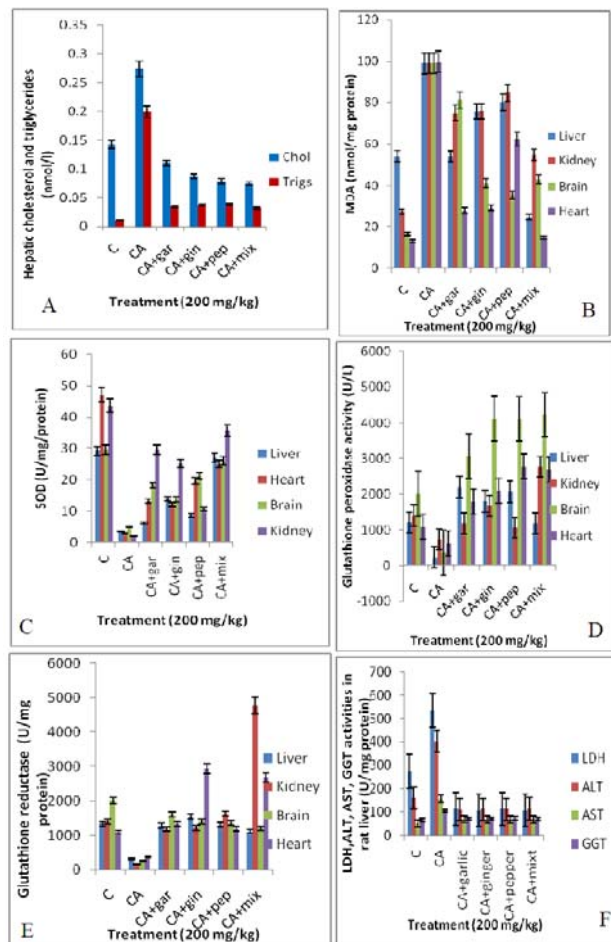 Hepatic cholesterol and triglycerides
(nmol/l)
0.35
0.3
0.25
0.2
0.15
0.1
0.05
0
Chol
Trigs
C
CA
CA+gar
CA+gin
CA+pep
CA+mix
Treatment (200 mg/kg)
A
MDA (nmol/mg protein)
120
100
80
60
40
20
0
Liver
Kidney
Brain
Heart
C
CA
CA+gar
CA+gin
CA+pep
CA+mix
Treatment (200 mg/kg)
B
SOD (U/mg/protein)
60
50
40
30
20
10
0
Liver
Heart
Brain
Kidney
C
CA
CA+gar
CA+gin
CA+pep
CA+mix
Treatment (200 mg/kg)
C
Glutathione peroxidase activity (U/L)
6000
5000
4000
3000
2000
1000
0
-1000
Liver
Kidney
Brain
Heart
C
CA
CA+gar
CA+gin
CA+pep
CA+mix
Treatment (200 mg/kg)
D
Glutathione reductase (U/mg
protein)
6000
5000
4000
3000
2000
1000
0
Liver
Kidney
Brain
Heart
C
CA
CA+gar
CA+gin
CA+pep
CA+mix
Treatment (200 mg/kg)
E
LDH,ALT, AST, GGT activities in
rat liver (U/mg protein)
700
600
500
400
300
200
100
0
LDH
ALT
AST
GGT
C
CA
CA+garlic
CA+ginger
CA+pepper
CA+mixt
Treatment (200 mg/kg)
F